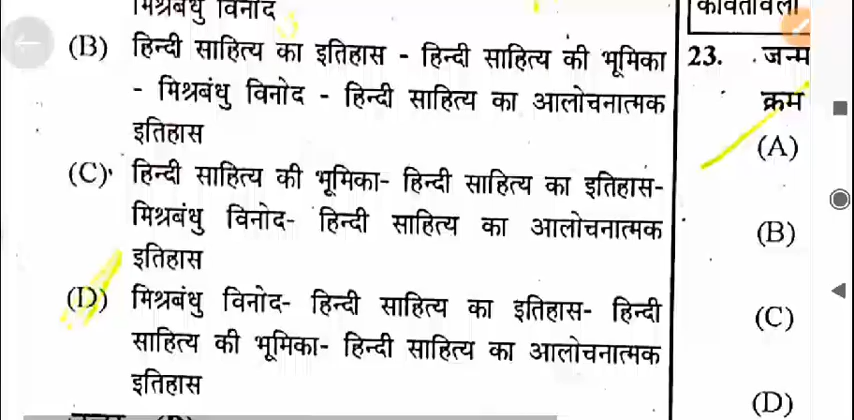 मिश्रबंधु विनोद
(B) हिन्दी साहित्य का इतिहास - हिन्दी साहित्य की भूमिका
- मिश्रबंधु विनोद - हिन्दी साहित्य का आलोचनात्मक
इतिहास
(C) हिन्दी साहित्य की भूमिका- हिन्दी साहित्य का इतिहास-
मिश्रबंधु विनोद- हिन्दी साहित्य का आलोचनात्मक
इतिहास
(D) मिश्रबंधु विनोद- हिन्दी साहित्य का इतिहास- हिन्दी
साहित्य की भूमिका- हिन्दी साहित्य का आलोचनात्मक
इतिहास
कवितावली
23. जन्म
क्रम
(A)
(B)
(C)
(D)